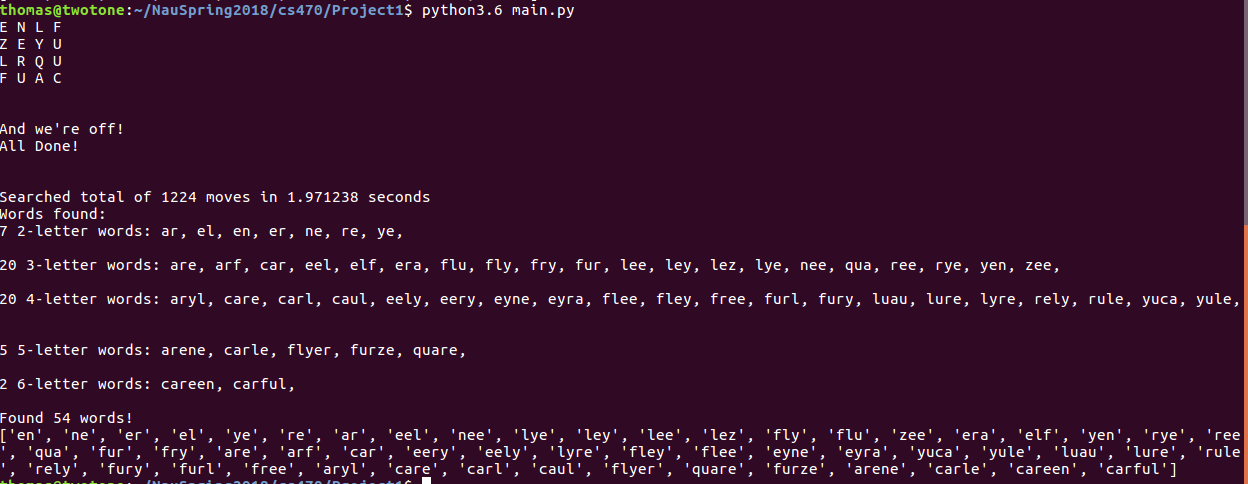 thomas@twotone:~/NauSpring2018/cs470/Project1$ python3.6 main.py
E N L F
Z E Y U
L R Q U
F U A C
And we're off!
All Done!
Searched total of 1224 moves in 1.971238 seconds
Words found:
7 2-letter words: ar, el, en, er, ne, re, ye,
20 3-letter words: are, arf, car, eel, elf, era, flu, fly, fry, fur, lee, ley, lez, lye, nee, qua, ree, rye, yen, zee,
20 4-letter words: aryl, care, carl, caul, eely, eery, eyne, eyra, flee, fley, free, furl, fury, luau, lure, lyre, rely, rule, yuca, yule,
5 5-letter words: arene, carle, flyer, furze, quare,
2 6-letter words: careen, carful,
Found 54 words!
['en', 'ne', 'er', 'el', 'ye', 're', 'ar', 'eel', 'nee', 'lye', 'ley', 'lee', 'lez', 'fly', 'flu', 'zee', 'era', 'elf', 'yen', 'rye', 'ree
', 'qua', 'fur', 'fry', 'are', 'arf', 'car', 'eery', 'eely', 'lyre', 'fley', 'flee', 'eyne', 'eyra', 'yuca', 'yule', 'luau', 'lure', 'rule
', 'rely', 'fury', 'furl', 'free', 'aryl', 'care', 'carl', 'caul', 'flyer', 'quare', 'furze', 'arene', 'carle', 'careen', 'carful']
thomas@twotone:~/NauSpring2018/cs470/Project1$